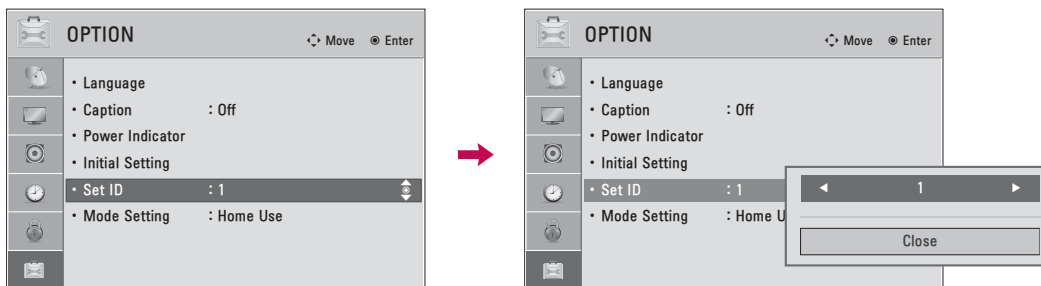 OPTION
Move Enter
• Language
• Caption : Off
• Power Indicator
• Initial Setting
• Set ID : 1
• Mode Setting : Home Use
OPTION
Move Enter
• Language
• Caption : Off
• Power Indicator
• Initial Setting
• Set ID : 1
• Mode Setting : Home U
◀ 1 ▶
Close